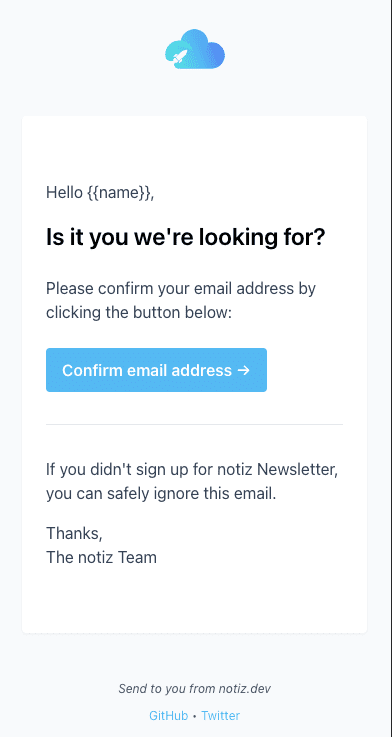 Hello {{name}},
Is it you we're looking for?
Please confirm your email address by
clicking the button below:
Confirm email address →
If you didn't sign up for notiz Newsletter,
you can safely ignore this email.
Thanks,
The notiz Team
Send to you from notiz.dev
GitHub • Twitter